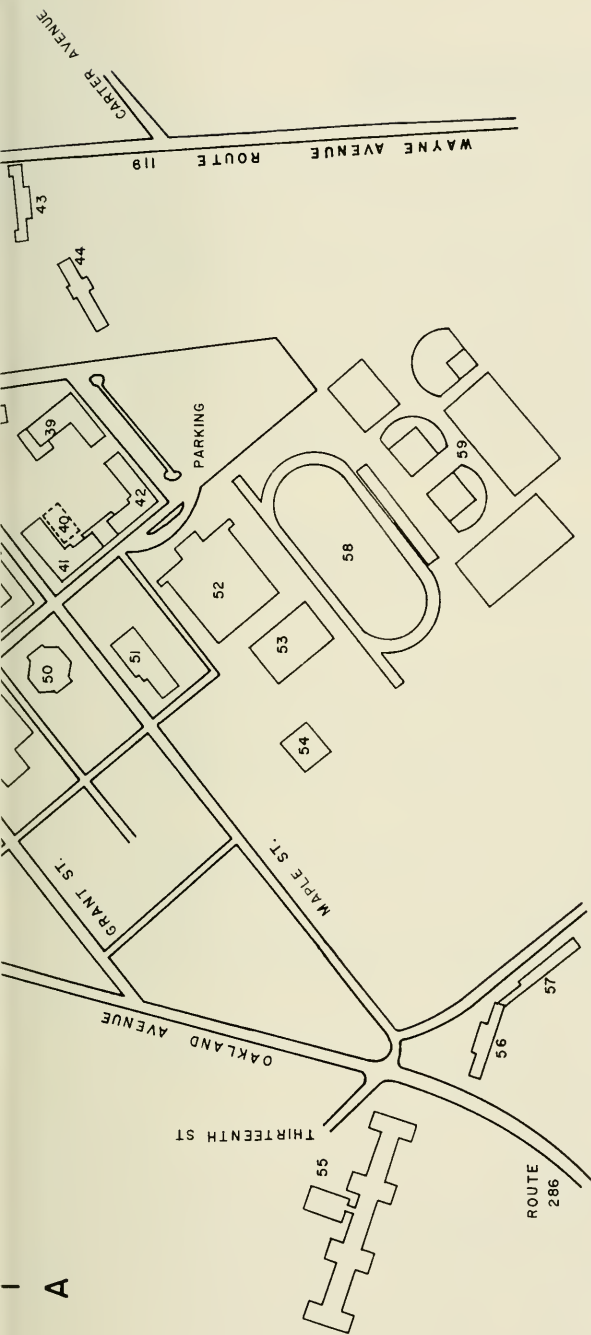 CARTER AVENUE
WAYNE AVENUE ROUTE 119
43
44
39
PARKING
40
42
41
59
58
52
53
51
50
54
GRANT ST.
MAPLE ST.
OAKLAND AVENUE
57
56
THIRTEENTH ST
55
ROUTE
286
I A